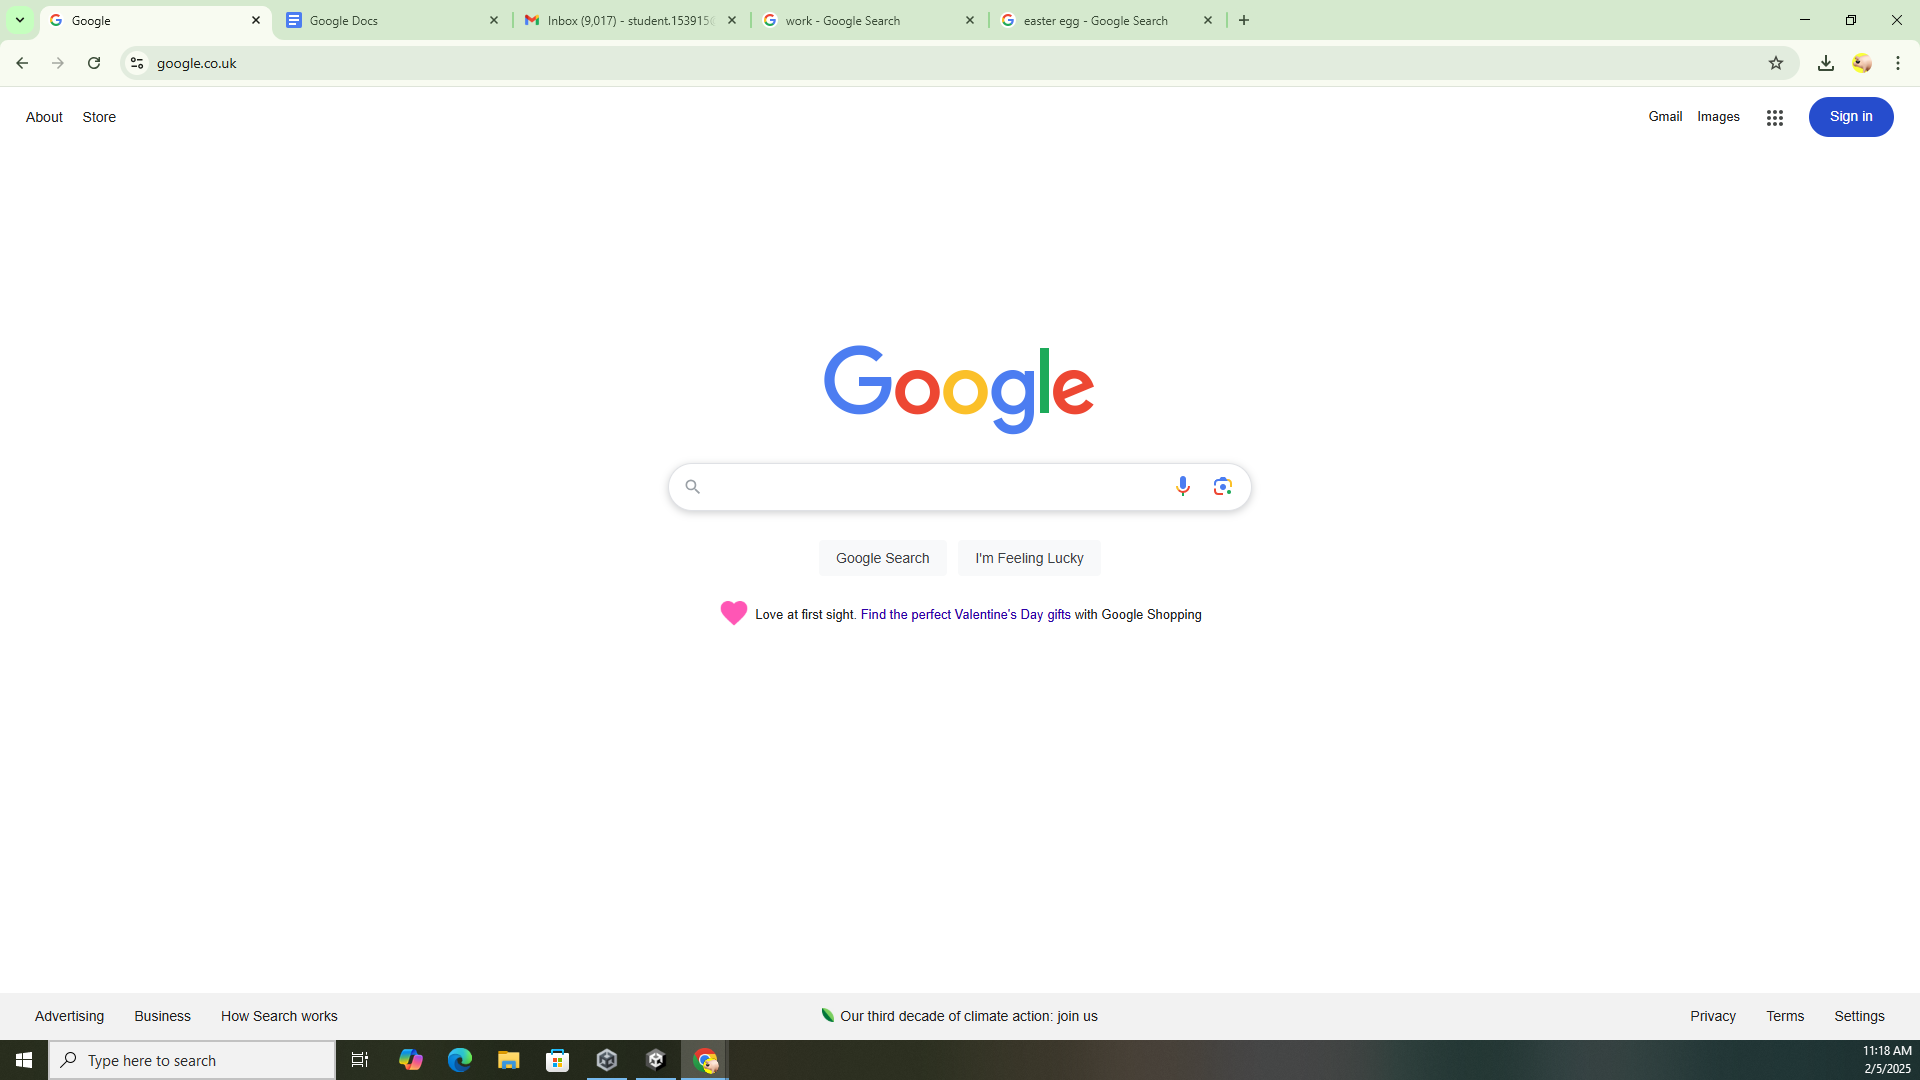 Google
Google Docs
Inbox (9,017) - student.153915
work - Google Search
easter egg - Google Search
google.co.uk
About
Store
Gmail
Images
Sign in
Google
Google Search
I'm Feeling Lucky
Love at first sight. Find the perfect Valentine's Day gifts with Google Shopping
Advertising
Business
How Search works
Our third decade of climate action: join us
Privacy
Terms
Settings
Type here to search
11:18 AM
2/5/2025